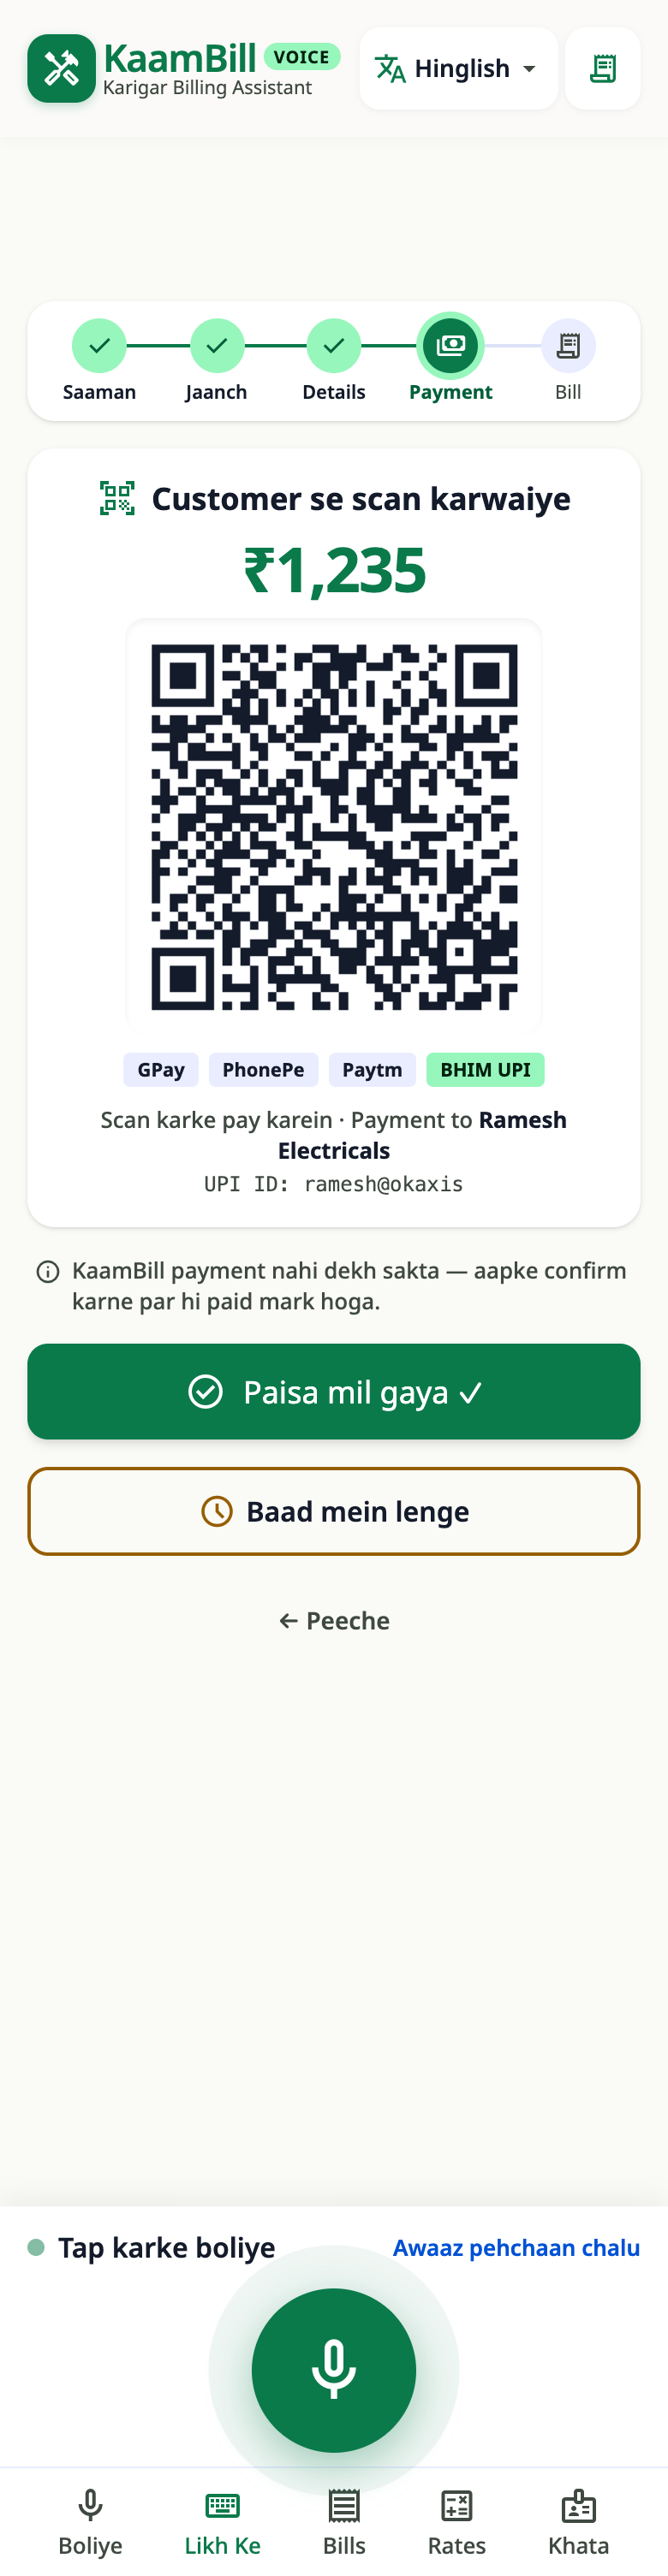 KaamBill VOICE
Karigar Billing Assistant
Hinglish
Saaman
Jaanch
Details
Payment
Bill
Customer se scan karwaiye
₹1,235
GPay
PhonePe
Paytm
BHIM UPI
Scan karke pay karein · Payment to Ramesh
Electricals
UPI ID: ramesh@okaxis
KaamBill payment nahi dekh sakta — aapke confirm
karne par hi paid mark hoga.
Paisa mil gaya ✓
Baad mein lenge
← Peeche
Tap karke boliye
Awaaz pehchaan chalu
Boliye
Likh Ke
Bills
Rates
Khata